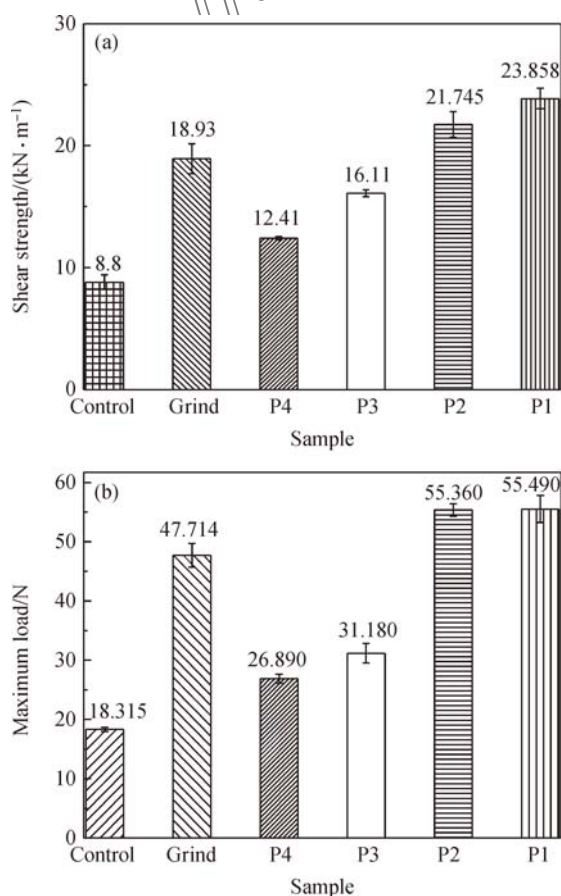 (a)
Shear strength/(kN · m⁻¹)
30
20
10
0
8.8
18.93
12.41
16.11
21.745
23.858
Control Grind P4 P3 P2 P1
Sample
(b)
Maximum load/N
60
50
40
30
20
10
0
18.315
47.714
26.890
31.180
55.360
55.490
Control Grind P4 P3 P2 P1
Sample